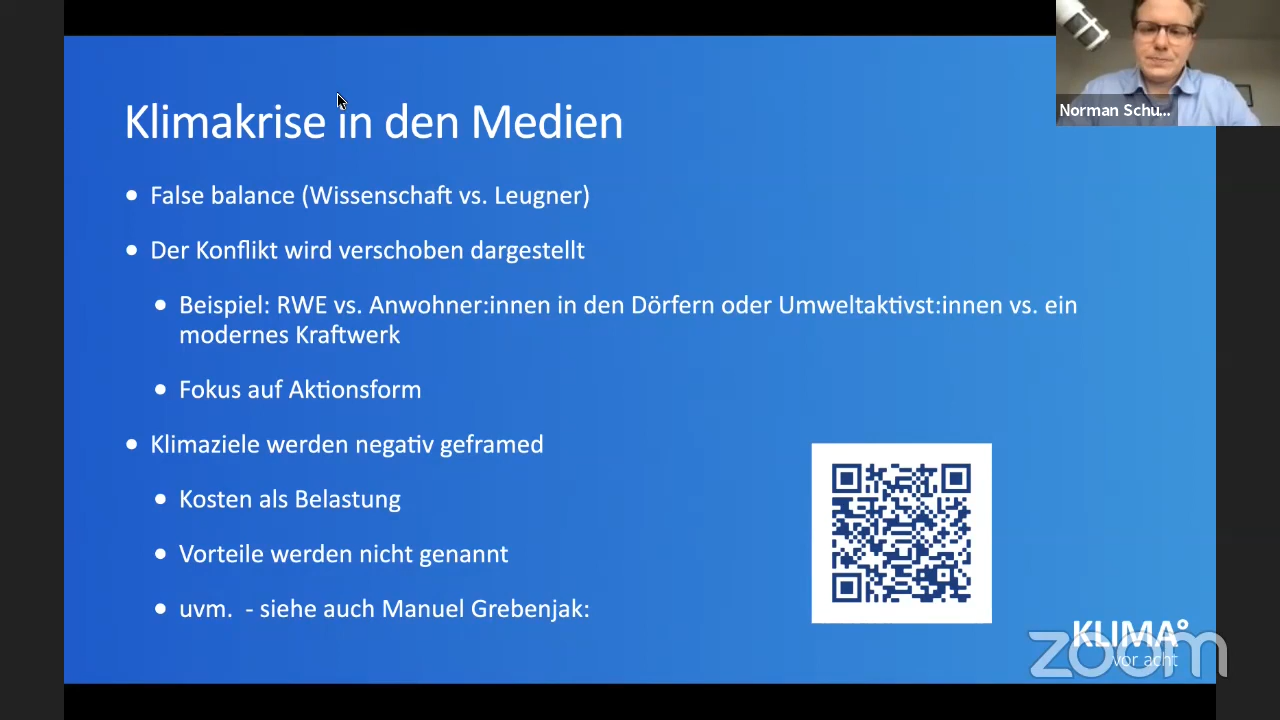 Norman Schu...
Klimakrise in den Medien
• False balance (Wissenschaft vs. Leugner)
• Der Konflikt wird verschoben dargestellt
• Beispiel: RWE vs. Anwohner:innen in den Dörfern oder Umweltaktivst:innen vs. ein
modernes Kraftwerk
• Fokus auf Aktionsform
• Klimaziele werden negativ geframed
• Kosten als Belastung
• Vorteile werden nicht genannt
• uvm. - siehe auch Manuel Grebenjak:
KLIMA°
vor acht
zoom